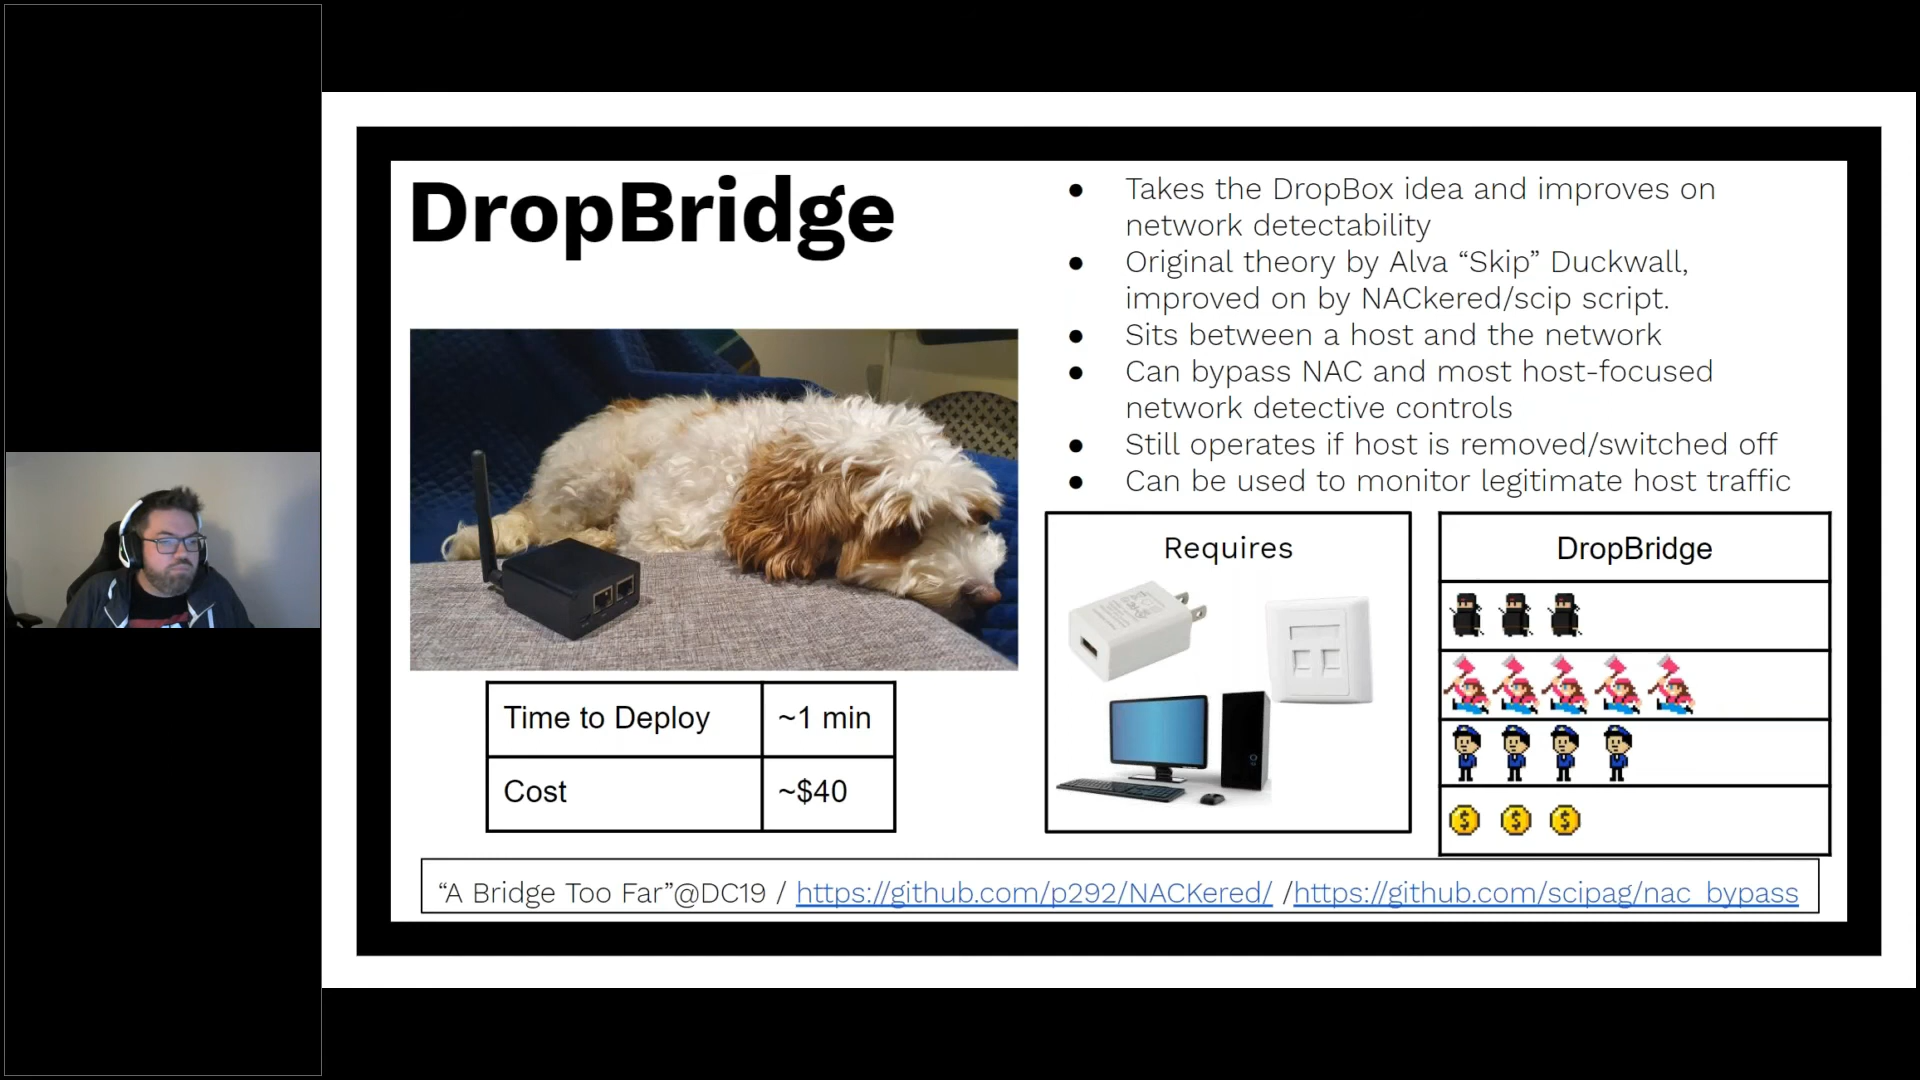 DropBridge
● Takes the DropBox idea and improves on
network detectability
● Original theory by Alva “Skip” Duckwall,
improved on by NACkered/scip script.
● Sits between a host and the network
● Can bypass NAC and most host-focused
network detective controls
● Still operates if host is removed/switched off
● Can be used to monitor legitimate host traffic
Time to Deploy ~1 min
Cost ~$40
Requires
DropBridge
“A Bridge Too Far”@DC19 / https://github.com/p292/NACKered/ /https://github.com/scipag/nac_bypass